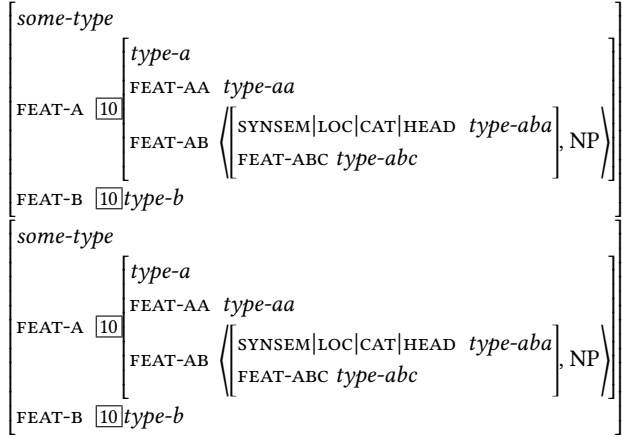 some-type
type-a
FEAT-AA type-aa
FEAT-A 10
SYNSEM|LOC|CAT|HEAD type-aba
FEAT-AB ⟨ , NP⟩
FEAT-ABC type-abc
FEAT-B 10 type-b
some-type
type-a
FEAT-AA type-aa
FEAT-A 10
SYNSEM|LOC|CAT|HEAD type-aba
FEAT-AB ⟨ , NP⟩
FEAT-ABC type-abc
FEAT-B 10 type-b